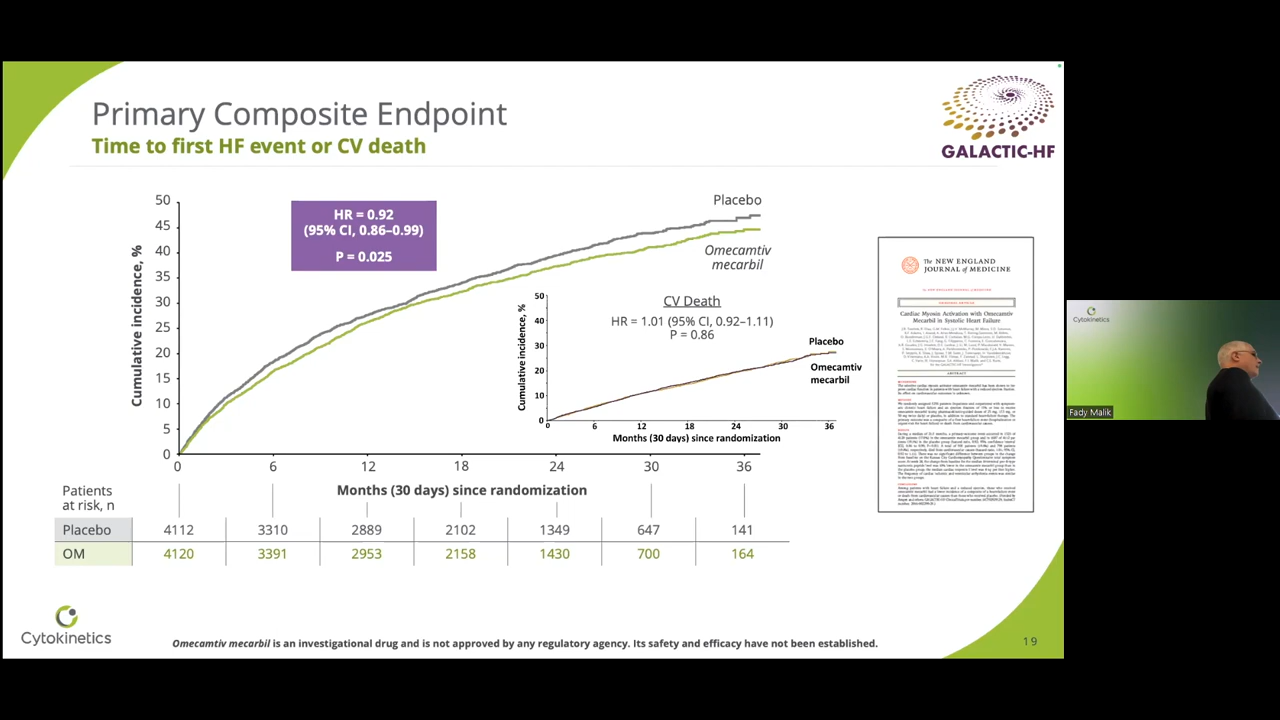 Primary Composite Endpoint
Time to first HF event or CV death
GALACTIC-HF
50
45
40
35
30
25
20
15
10
5
0
Cumulative incidence, %
HR = 0.92
(95% CI, 0.86–0.99)
P = 0.025
Placebo
Omecamtiv
mecarbil
50
40
30
20
10
0
Cumulative incidence, %
CV Death
HR = 1.01 (95% CI, 0.92–1.11)
P = 0.86
Placebo
Omecamtiv
mecarbil
0 6 12 18 24 30 36
Months (30 days) since randomization
0 6 12 18 24 30 36
Months (30 days) since randomization
Patients
at risk, n
Placebo 4112 3310 2889 2102 1349 647 141
OM 4120 3391 2953 2158 1430 700 164
The NEW ENGLAND
JOURNAL of MEDICINE
Cardiac Myosin Activation with Omecamtiv
Mecarbil in Systolic Heart Failure
ABSTRACT
Cytokinetics
Omecamtiv mecarbil is an investigational drug and is not approved by any regulatory agency. Its safety and efficacy have not been established.
19
Cytokinetics
Fady Malik